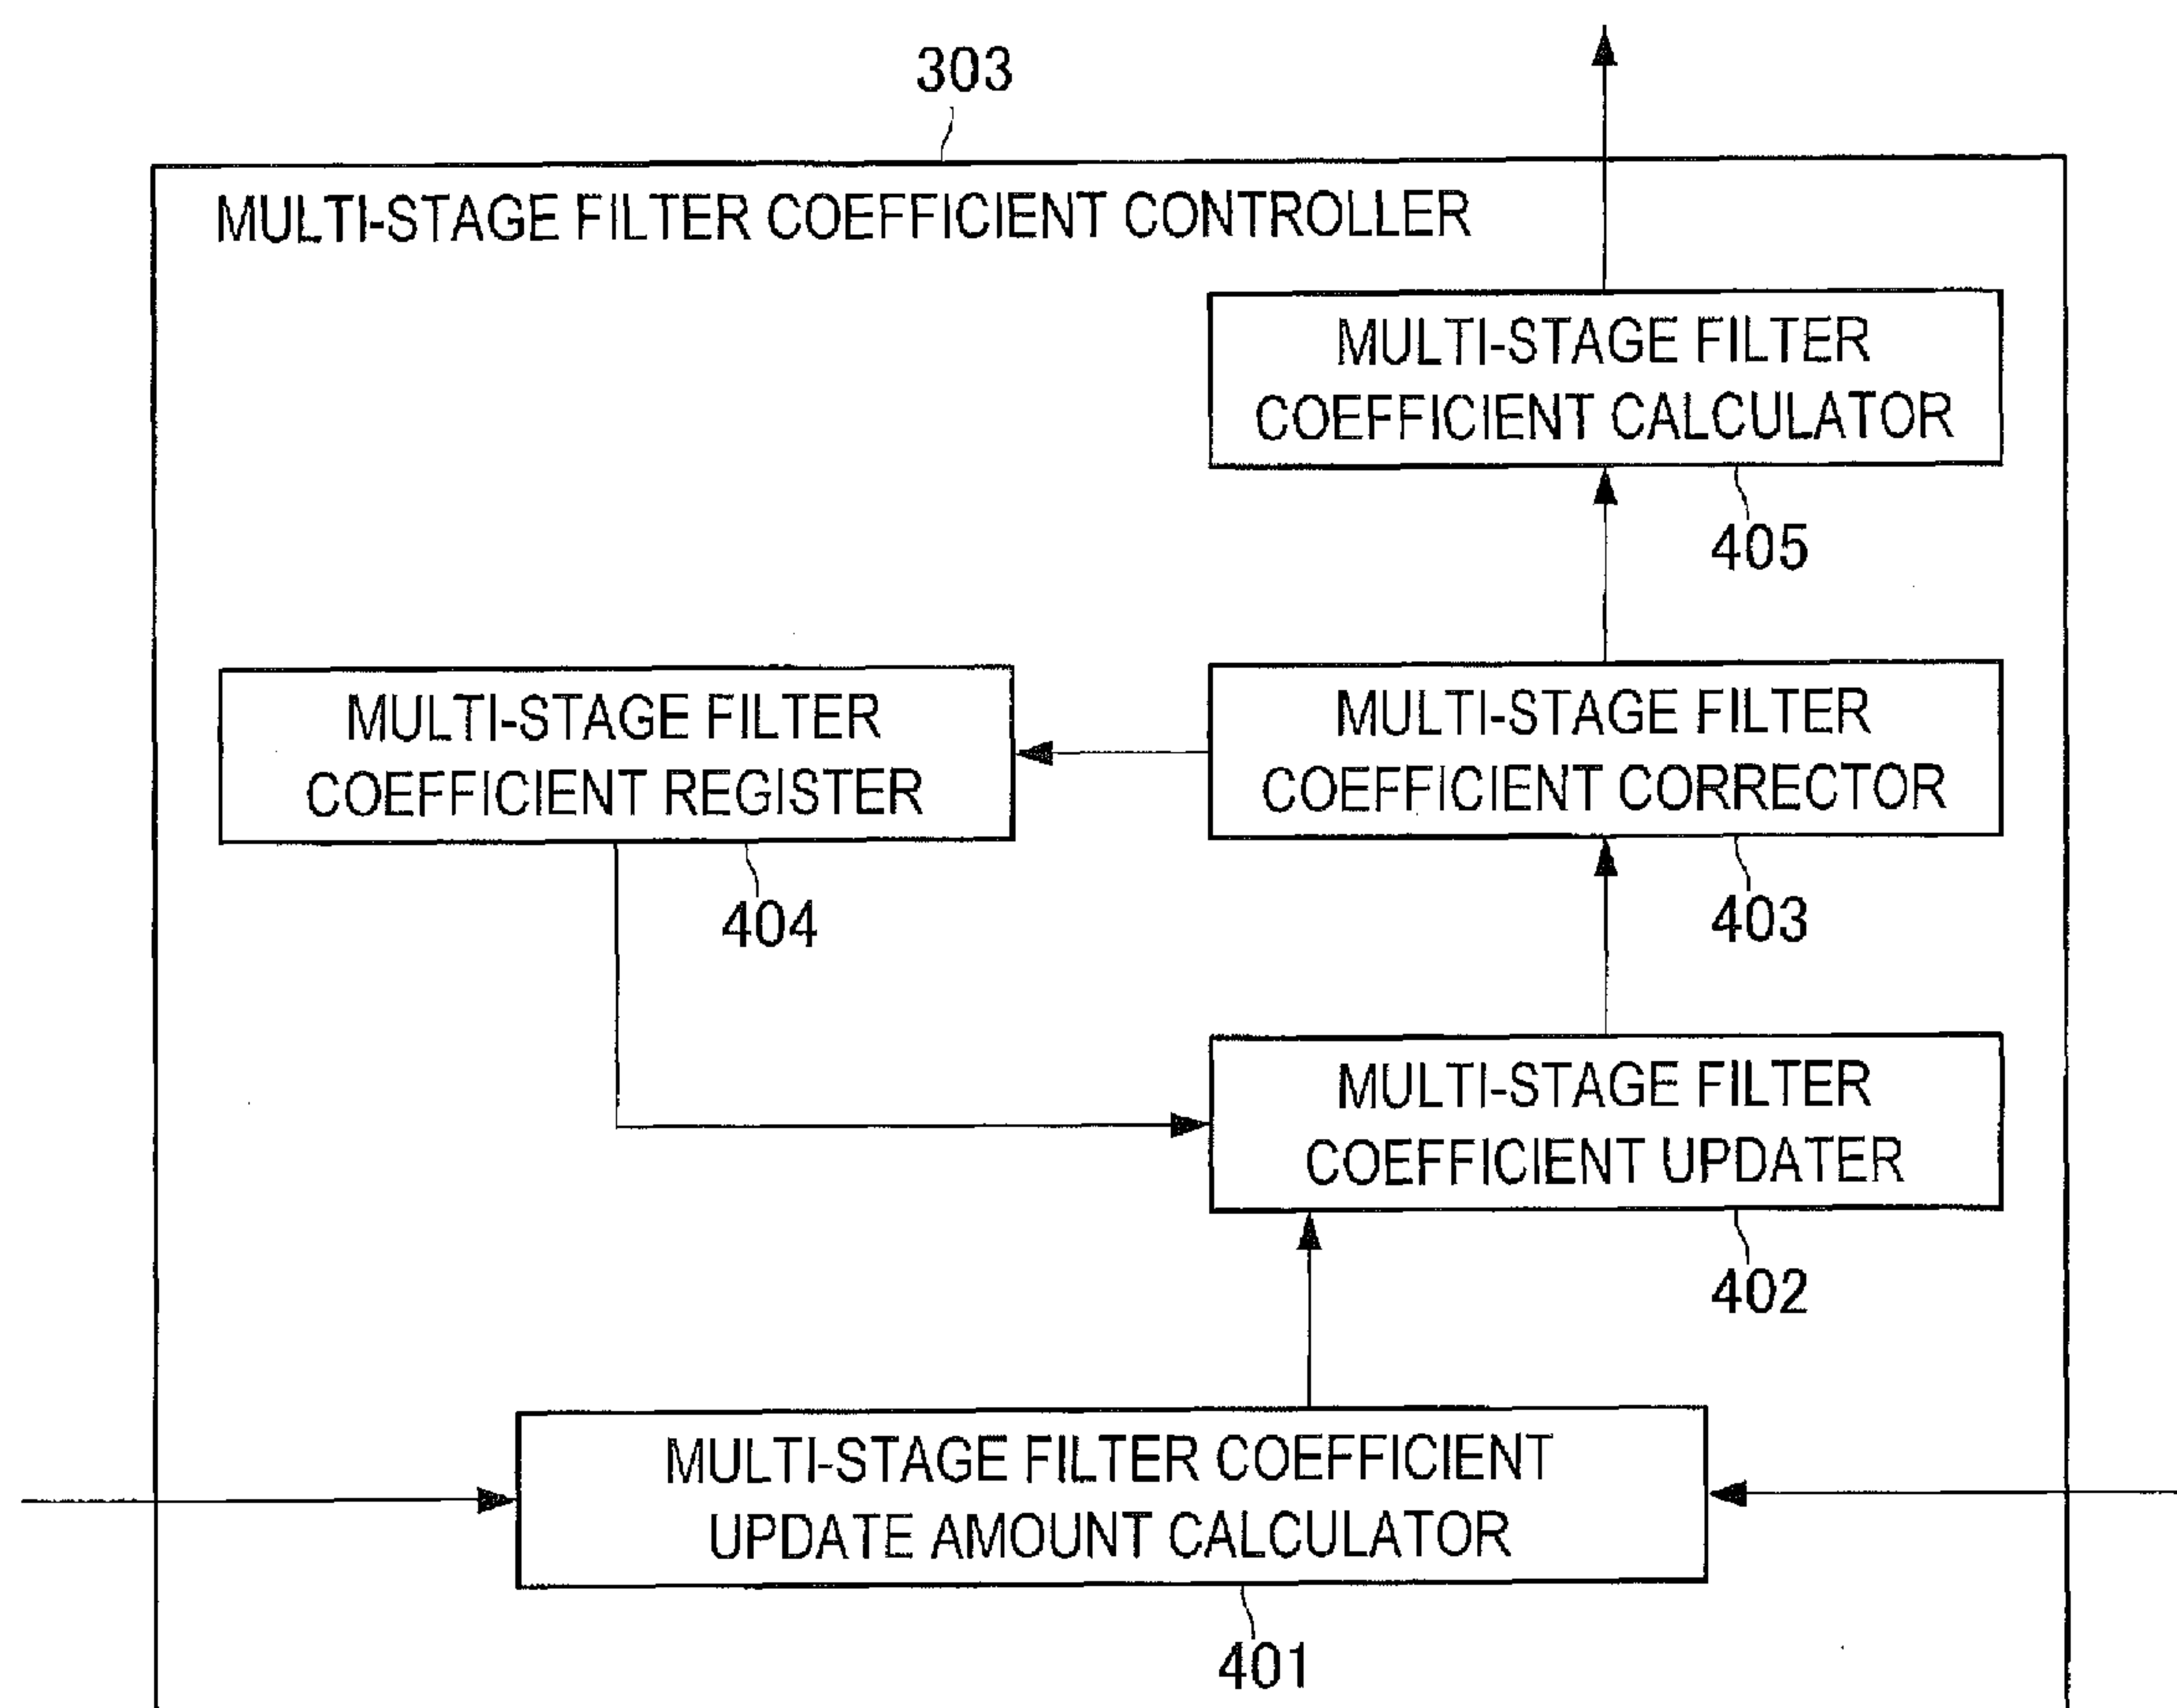 303
MULTI-STAGE FILTER COEFFICIENT CONTROLLER
MULTI-STAGE FILTER
COEFFICIENT CALCULATOR
405
MULTI-STAGE FILTER
COEFFICIENT REGISTER
404
MULTI-STAGE FILTER
COEFFICIENT CORRECTOR
403
MULTI-STAGE FILTER
COEFFICIENT UPDATER
402
MULTI-STAGE FILTER COEFFICIENT
UPDATE AMOUNT CALCULATOR
401